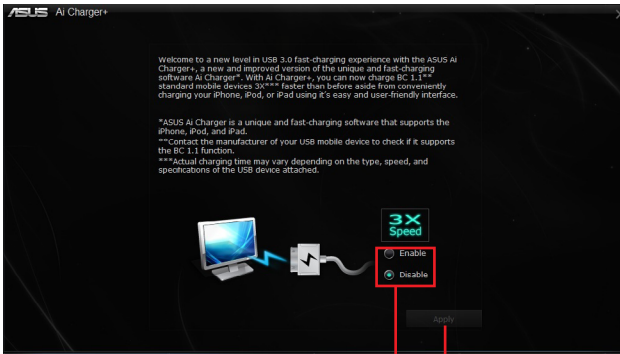 ASUS Ai Charger+
Welcome to a new level in USB 3.0 fast-charging experience with the ASUS Ai
Charger+, a new and improved version of the unique and fast-charging
software Ai Charger*. With Ai Charger+, you can now charge BC 1.1**
standard mobile devices 3X*** faster than before aside from conveniently
charging your iPhone, iPod, or iPad using it's easy and user-friendly interface.
*ASUS Ai Charger is a unique and fast-charging software that supports the
iPhone, iPod, and iPad.
**Contact the manufacturer of your USB mobile device to check if it supports
the BC 1.1 function.
***Actual charging time may vary depending on the type, speed, and
specifications of the USB device attached.
3X
Speed
Enable
Disable
Apply